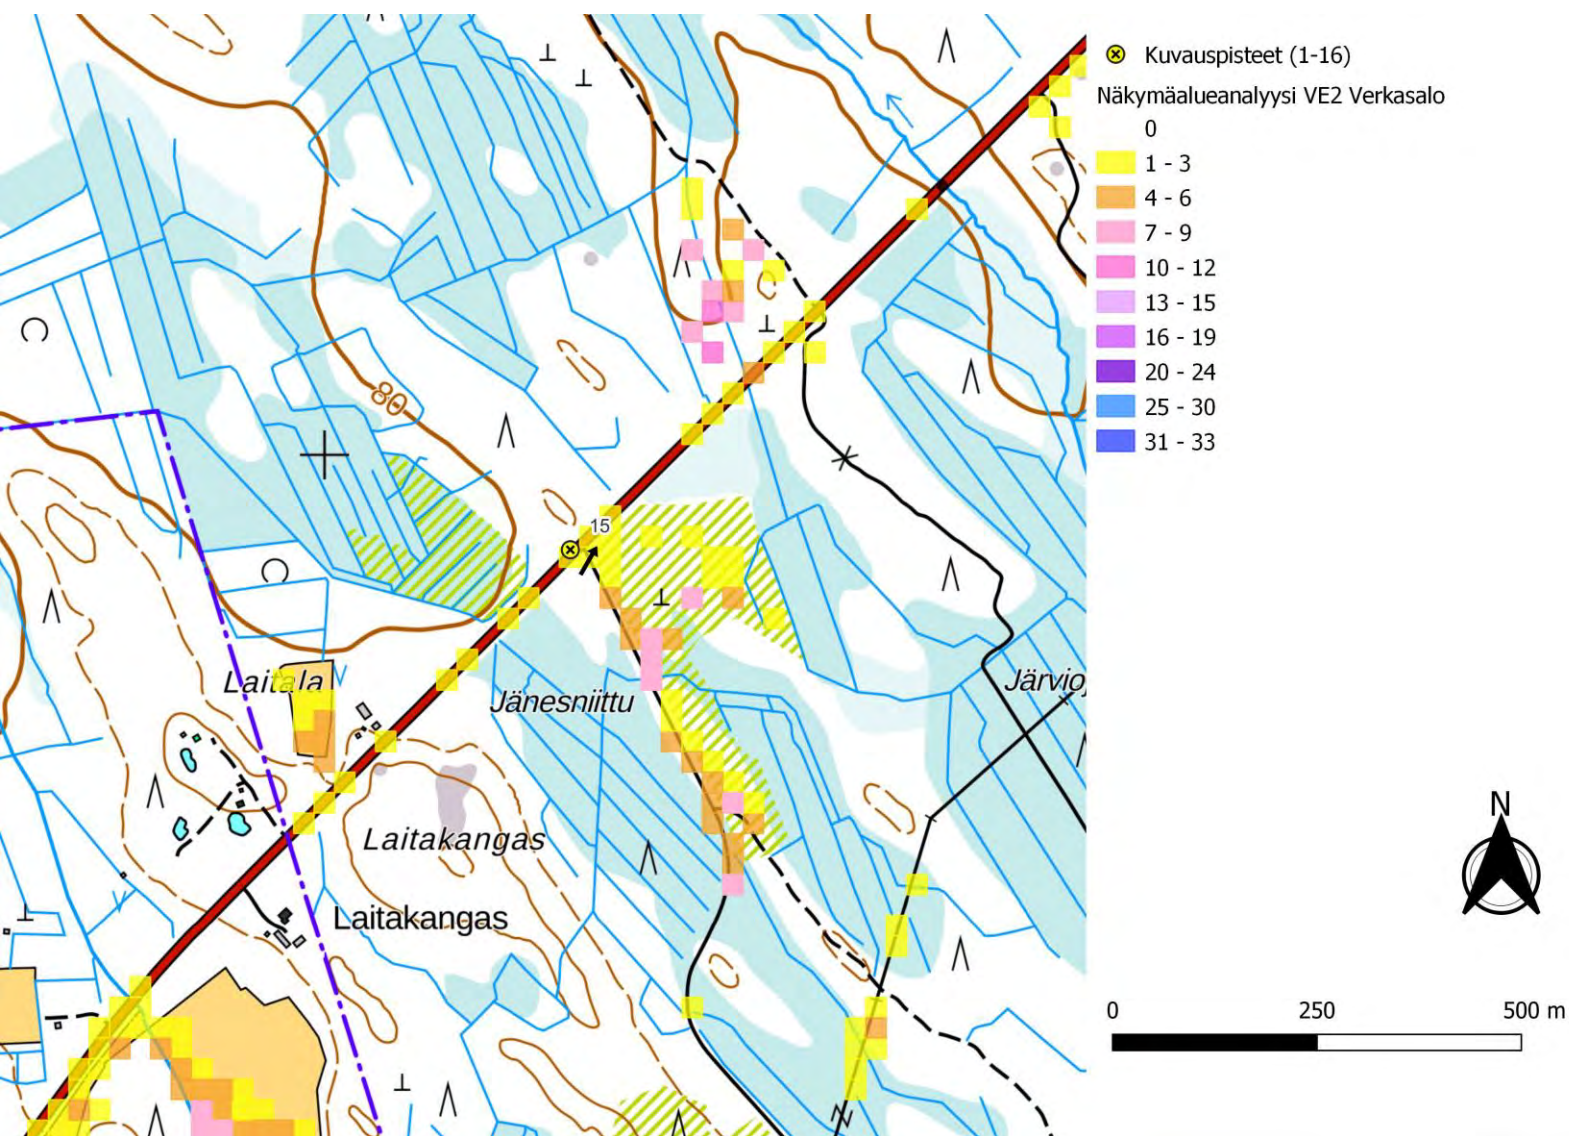 Kuvauspisteet (1-16)
Näkymäalueanalyysi VE2 Verkasalo
0
1 - 3
4 - 6
7 - 9
10 - 12
13 - 15
16 - 19
20 - 24
25 - 30
31 - 33
80
15
Laitala
Jänesniittu
Järvioj
Laitakangas
Laitakangas
N
0 250 500 m